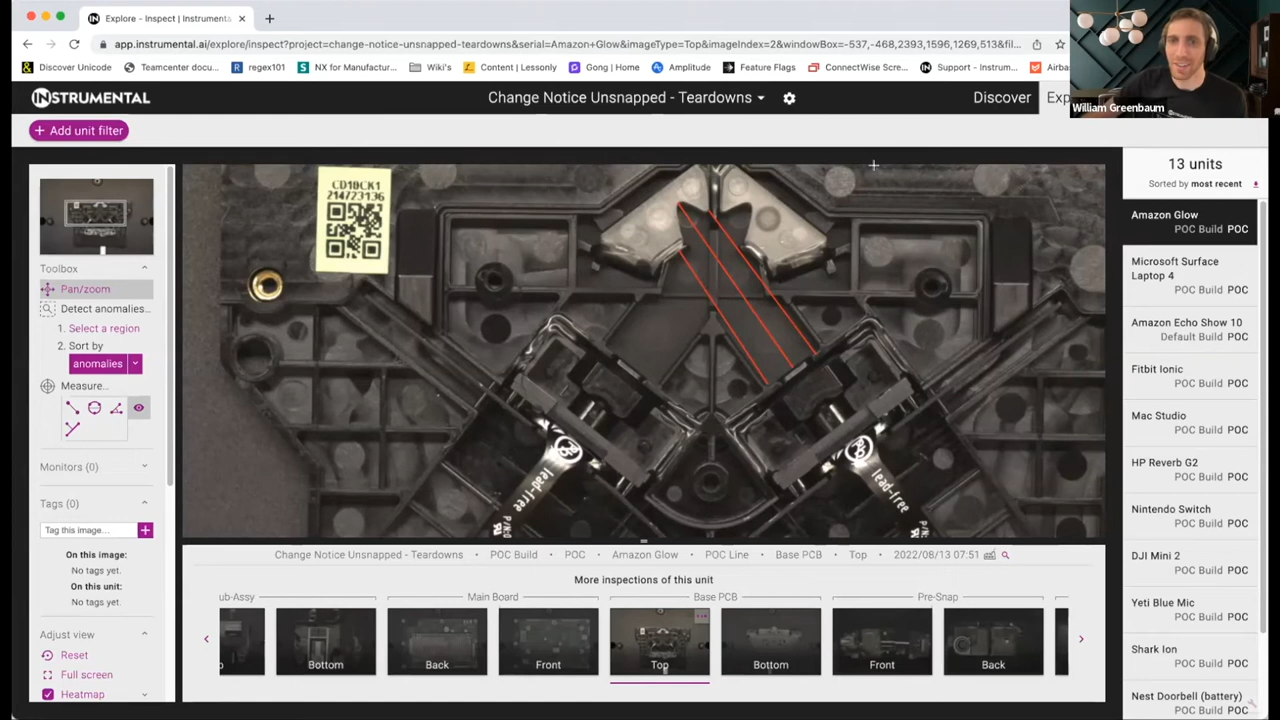 Explore - Inspect | Instruments
app.instrumental.ai/explore/inspect?project=change-notice-unsnapped-teardowns&serial=Amazon+Glow&imageType=Top&imageIndex=2&windowBox=-537,-468,2393,1596,1269,513&fil...
Discover Unicode
Teamcenter docu...
regex101
NX for Manufactur...
Wiki's
Content | Lessonly
Gong | Home
Amplitude
Feature Flags
ConnectWise Scre...
Support - Instrum...
Airbas
William Greenbaum
INSTRUMENTAL
Change Notice Unsnapped - Teardowns
Discover
Exp
+ Add unit filter
Toolbox
Pan/zoom
Detect anomalies...
1. Select a region
2. Sort by
anomalies
Measure...
Monitors (0)
Tags (0)
Tag this image...
On this image:
No tags yet.
On this unit:
No tags yet.
Adjust view
Reset
Full screen
Heatmap
CD10CK1
214723136
Pb
lead-free
Pb
lead-free
Change Notice Unsnapped - Teardowns • POC Build • POC • Amazon Glow • POC Line • Base PCB • Top • 2022/08/13 07:51
More inspections of this unit
ub-Assy
Main Board
Base PCB
Pre-Snap
Bottom
Back
Front
Top
Bottom
Front
Back
13 units
Sorted by most recent
Amazon Glow
POC Build POC
Microsoft Surface
Laptop 4
POC Build POC
Amazon Echo Show 10
Default Build POC
Fitbit Ionic
POC Build POC
Mac Studio
POC Build POC
HP Reverb G2
POC Build POC
Nintendo Switch
POC Build POC
DJI Mini 2
POC Build POC
Yeti Blue Mic
POC Build POC
Shark Ion
POC Build POC
Nest Doorbell (battery)
POC Build POC